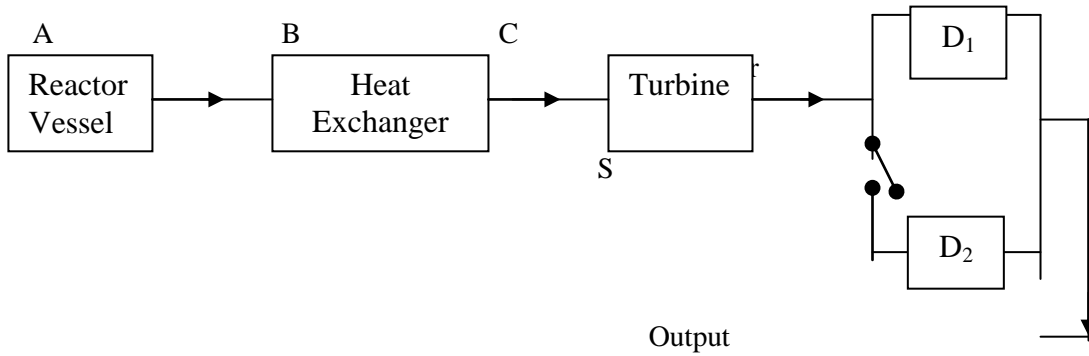 A
B
C
D₁
Reactor
Vessel
Heat
Exchanger
Turbine
S
D₂
Output